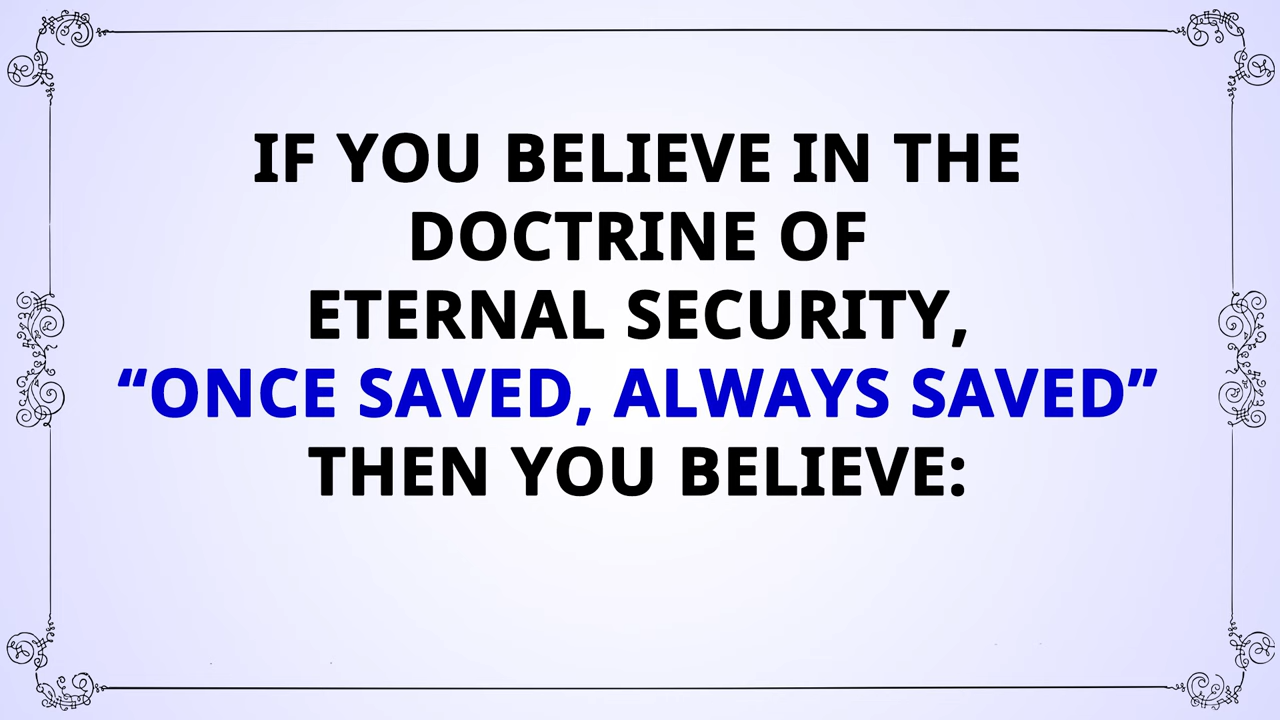 IF YOU BELIEVE IN THE
DOCTRINE OF
ETERNAL SECURITY,
“ONCE SAVED, ALWAYS SAVED”
THEN YOU BELIEVE: